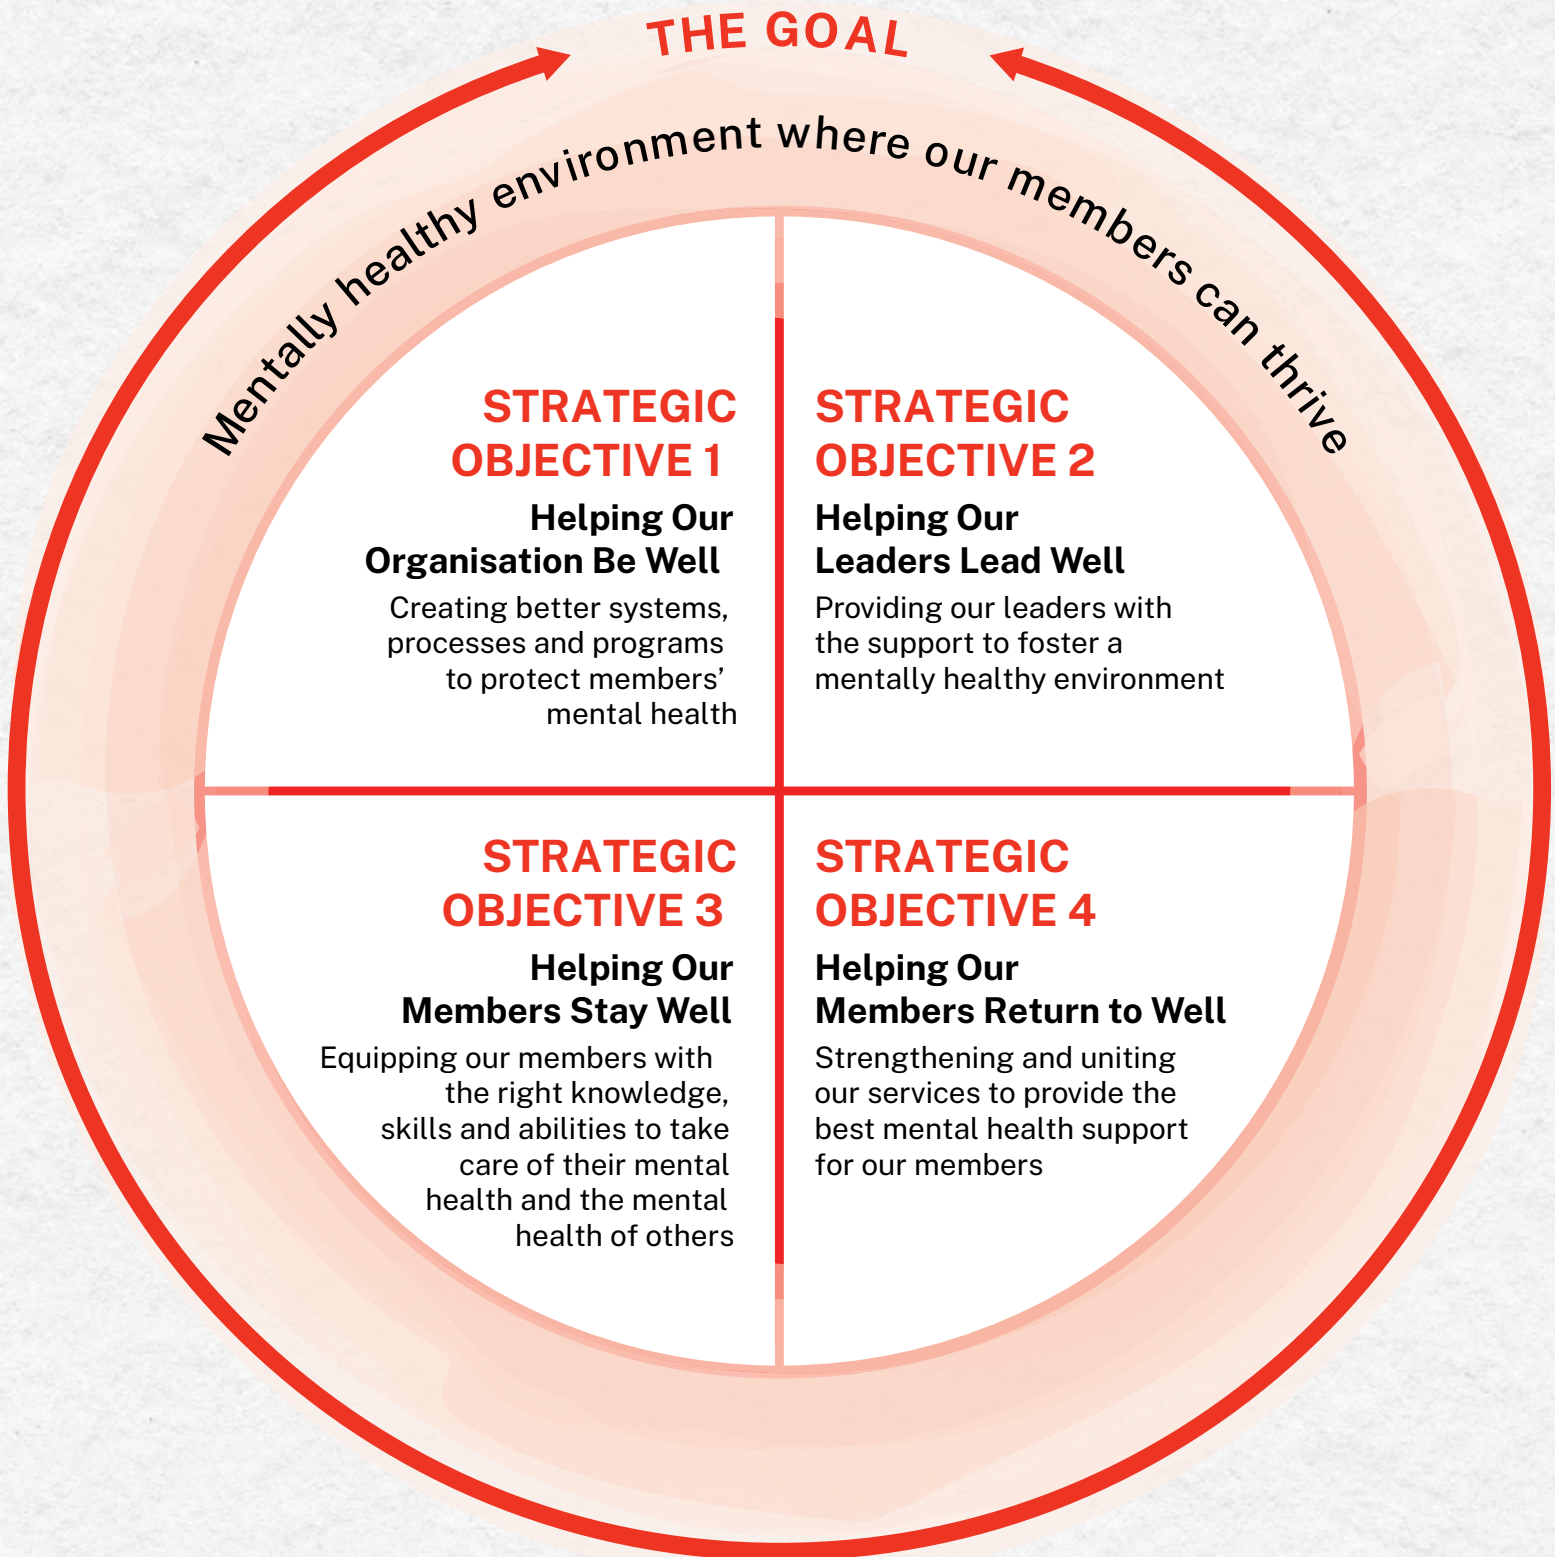 THE GOAL
Mentally healthy environment where our members can thrive
STRATEGIC
OBJECTIVE 1
Helping Our
Organisation Be Well
Creating better systems,
processes and programs
to protect members’
mental health
STRATEGIC
OBJECTIVE 2
Helping Our
Leaders Lead Well
Providing our leaders with
the support to foster a
mentally healthy environment
STRATEGIC
OBJECTIVE 3
Helping Our
Members Stay Well
Equipping our members with
the right knowledge,
skills and abilities to take
care of their mental
health and the mental
health of others
STRATEGIC
OBJECTIVE 4
Helping Our
Members Return to Well
Strengthening and uniting
our services to provide the
best mental health support
for our members